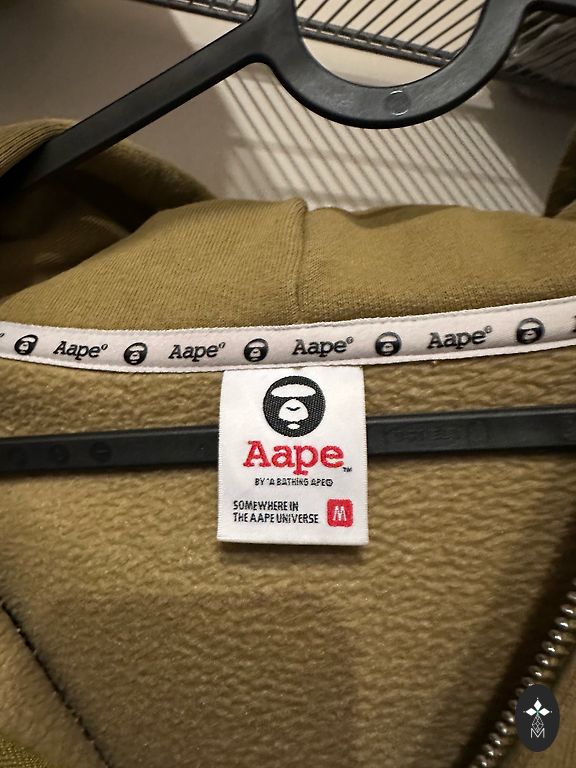 Aape® Aape® Aape® Aape®
Aape™
BY *A BATHING APE®
SOMEWHERE IN
THE AAPE UNIVERSE
M
M